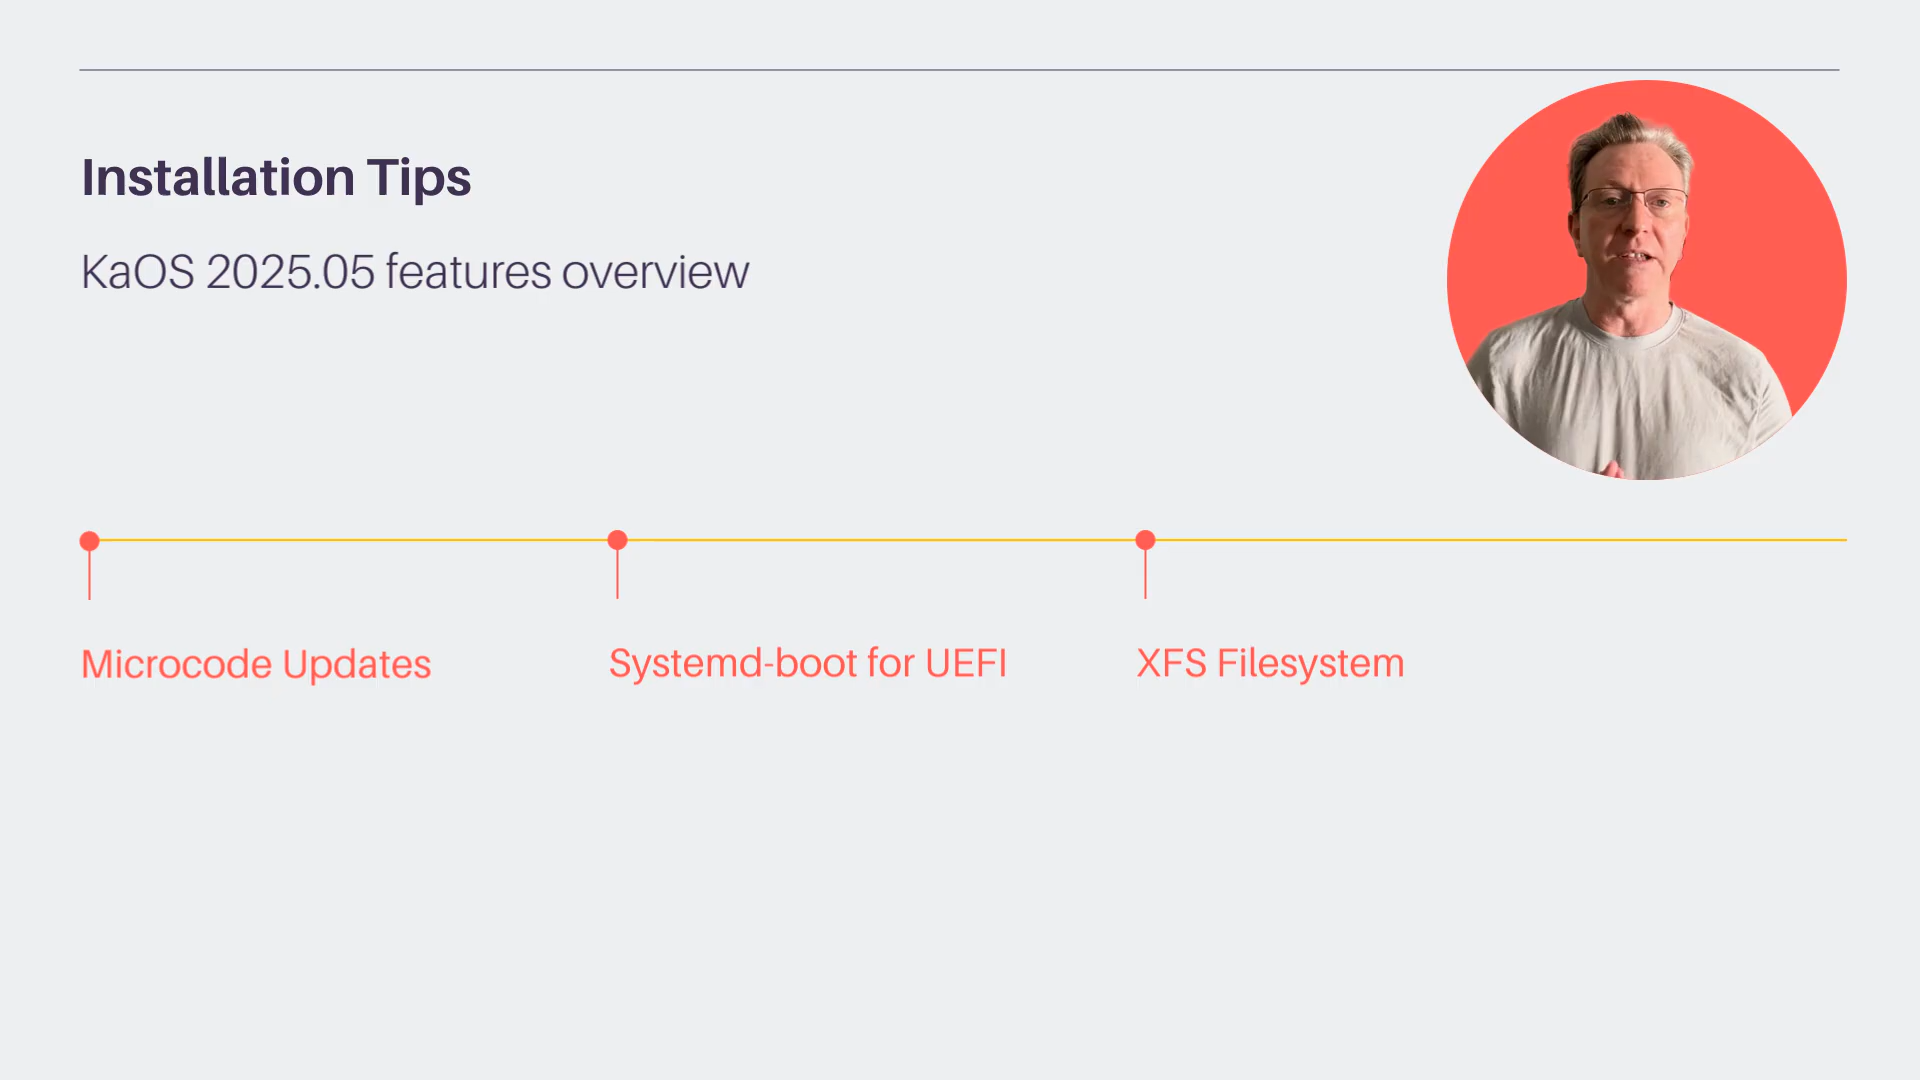 Installation Tips
KaOS 2025.05 features overview
Microcode Updates
Systemd-boot for UEFI
XFS Filesystem